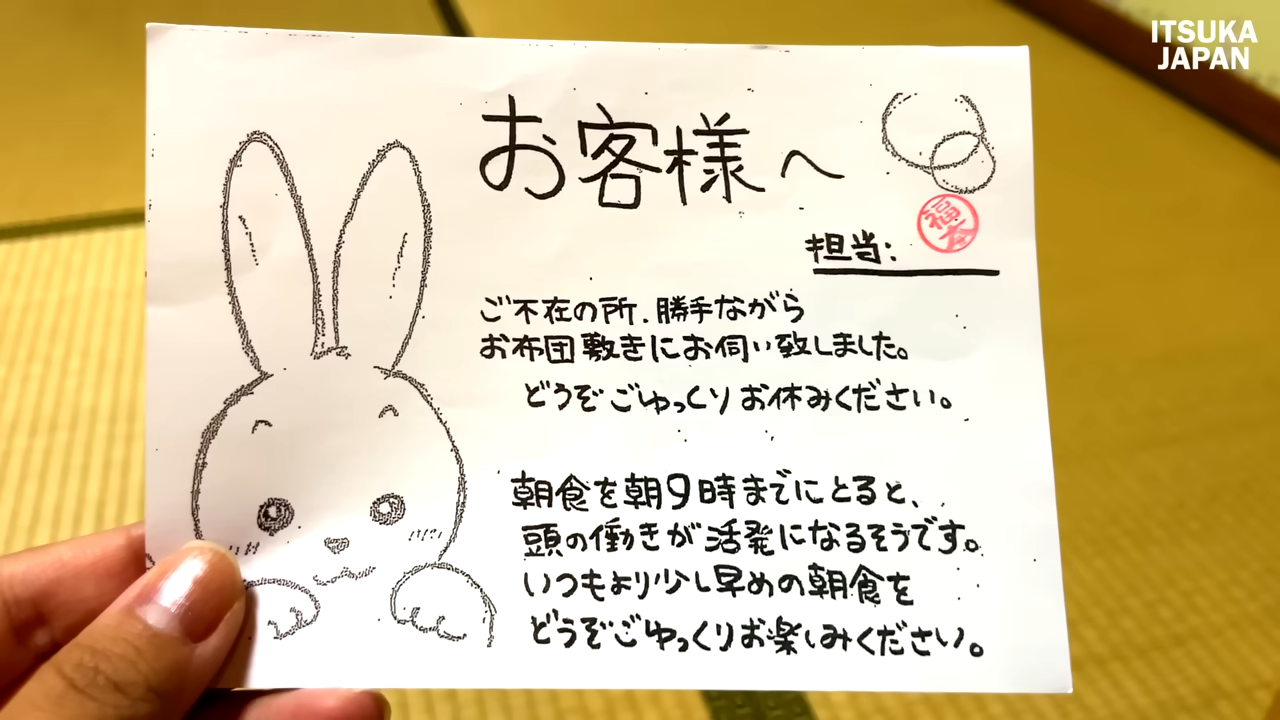 ITSUKA
JAPAN
お客様へ
担当:
福本
ご不在の所、勝手ながら
お布団敷きにお伺い致しました。
どうぞごゆっくりお休みください。
朝食を朝9時までにとると、
頭の働きが活発になるそうです。
いつもより少し早めの朝食を
どうぞごゆっくりお楽しみください。